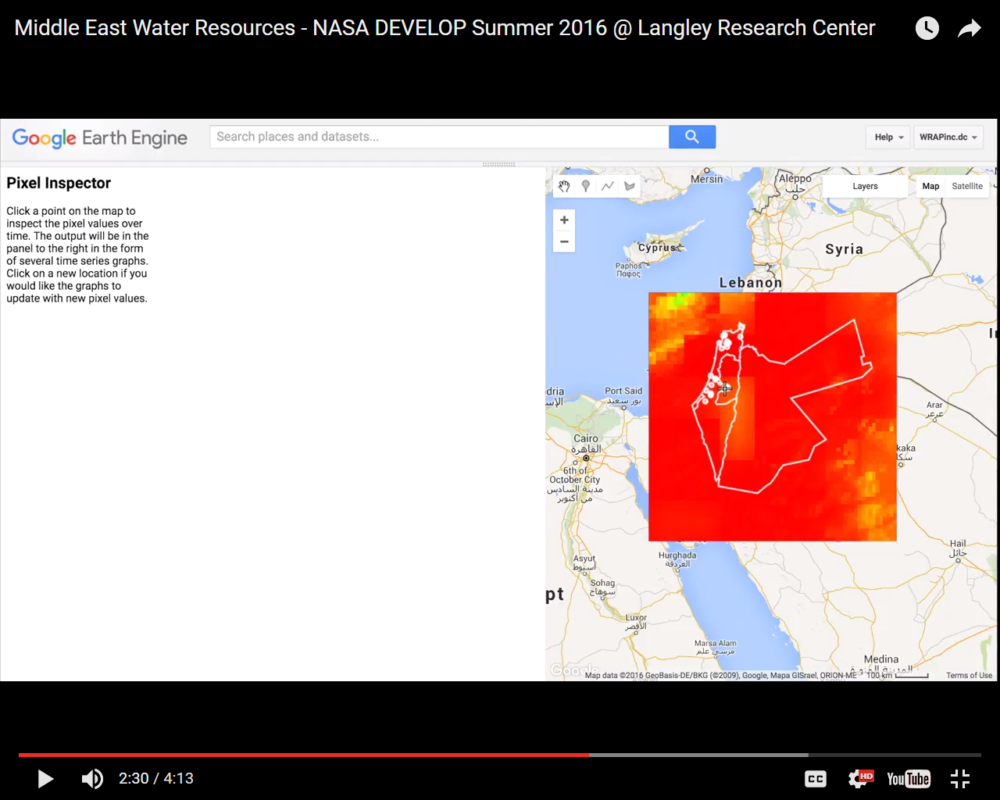 Middle East Water Resources - NASA DEVELOP Summer 2016 @ Langley Research Center
Google Earth Engine
Search places and datasets...
Help
WRAPinc.dc
Pixel Inspector
Click a point on the map to
inspect the pixel values over
time. The output will be in the
panel to the right in the form
of several time series graphs.
Click on a new location if you
would like the graphs to
update with new pixel values.
Mersin
Aleppo
حلب
Layers
Map
Satellite
+
−
Cyprus
Paphos
Πάφος
Syria
Lebanon
dria
Port Said
بور سعيد
Arar
عرعر
Cairo
القاهرة
kaka
6th of
October City
مدينة السادس
من أكتوبر
Hail
حائل
Hurghada
الغردقة
Asyut
أسيوط
Sohag
سوهاج
pt
Luxor
الأقصر
Marsa Alam
مرسى علم
Medina
المدينة المنورة
Google
Map data ©2016 GeoBasis-DE/BKG (©2009), Google, Mapa GISrael, ORION-ME
100 km
Terms of Use
2:30 / 4:13
CC
HD
YouTube